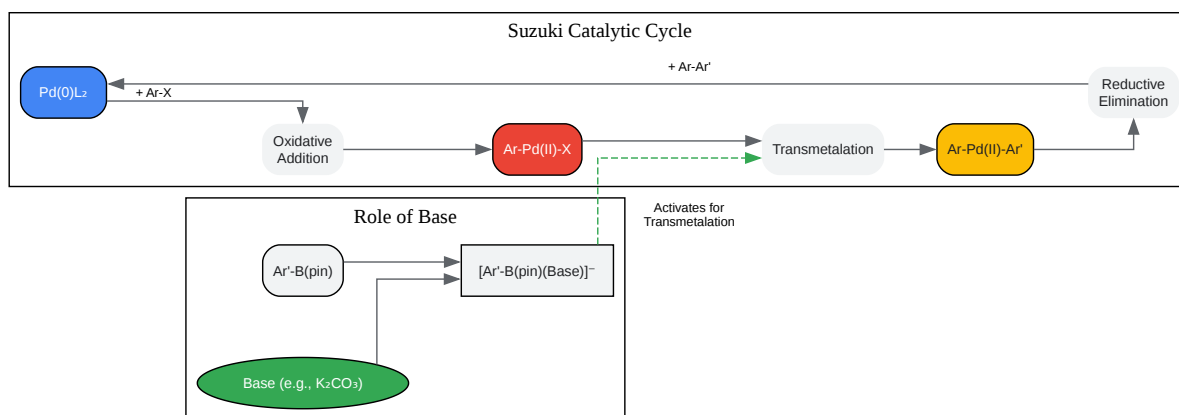 Suzuki Catalytic Cycle
+ Ar-Ar'
Pd(0)L₂
+ Ar-X
Reductive
Elimination
Oxidative
Addition
Ar-Pd(II)-X
Transmetalation
Ar-Pd(II)-Ar'
Activates for
Transmetalation
Role of Base
Ar'-B(pin)
[Ar'-B(pin)(Base)]⁻
Base (e.g., K₂CO₃)